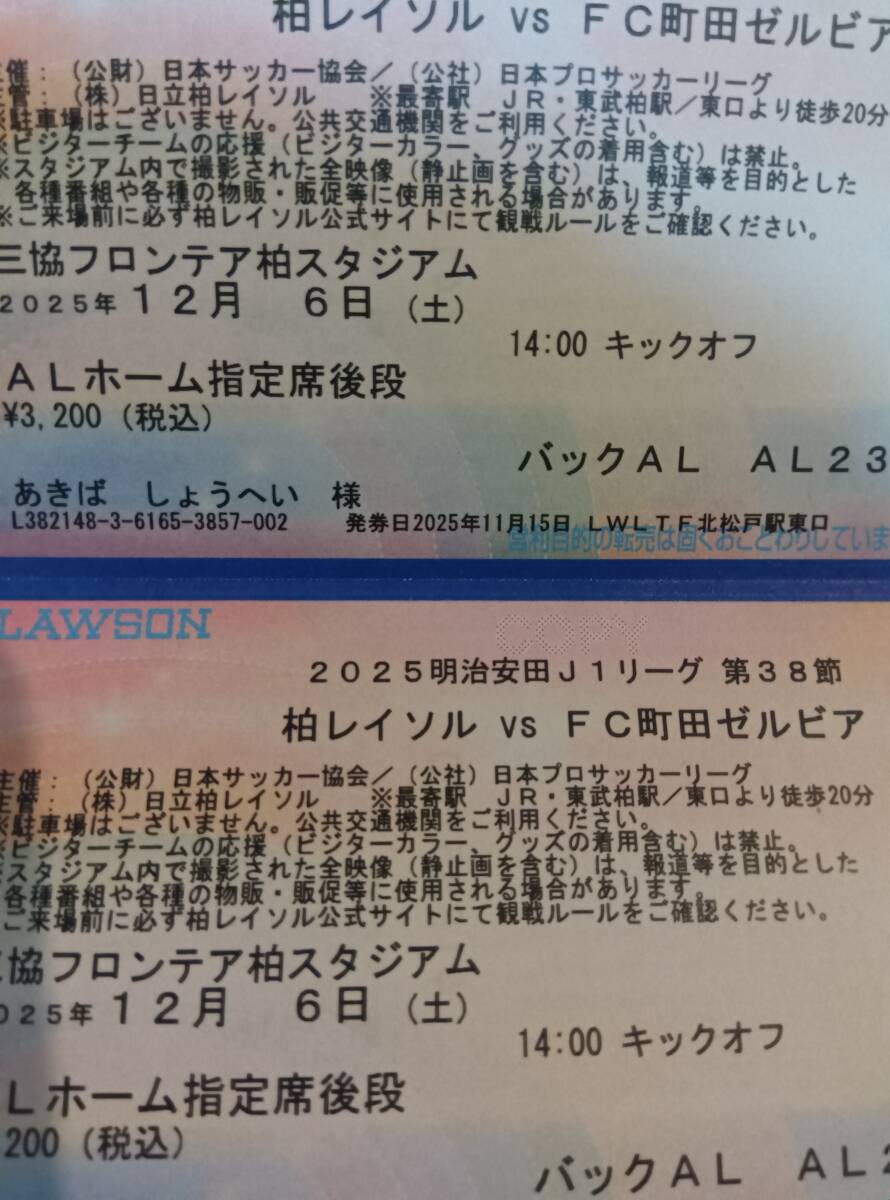 柏レイソル vs FC町田ゼルビア
主催：（公財）日本サッカー協会／（公社）日本プロサッカーリーグ
主管：（株）日立柏レイソル　※最寄駅　JR・東武柏駅／東口より徒歩20分
※駐車場はございません。公共交通機関をご利用ください。
※ビジターチームの応援（ビジターカラー、グッズの着用含む）は禁止。
※スタジアム内で撮影された全映像（静止画を含む）は、報道等を目的とした
各種番組や各種の物販・販促等に使用される場合があります。
※ご来場前に必ず柏レイソル公式サイトにて観戦ルールをご確認ください。
三協フロンテア柏スタジアム
2025年 12月　6日（土）
14:00 キックオフ
ALホーム指定席後段
¥3,200（税込）
バックAL　AL23
あきば　しょうへい　様
L382148-3-6165-3857-002　発券日2025年11月15日 LWLTF北松戸駅東口
営利目的の転売は固くおことわりしていま
LAWSON
COPY
2025明治安田J1リーグ 第38節
柏レイソル vs FC町田ゼルビア
主催：（公財）日本サッカー協会／（公社）日本プロサッカーリーグ
主管：（株）日立柏レイソル　※最寄駅　JR・東武柏駅／東口より徒歩20分
※駐車場はございません。公共交通機関をご利用ください。
※ビジターチームの応援（ビジターカラー、グッズの着用含む）は禁止。
※スタジアム内で撮影された全映像（静止画を含む）は、報道等を目的とした
各種番組や各種の物販・販促等に使用される場合があります。
ご来場前に必ず柏レイソル公式サイトにて観戦ルールをご確認ください。
協フロンテア柏スタジアム
025年 12月　6日（土）
14:00 キックオフ
Lホーム指定席後段
200（税込）
バックAL　AL2